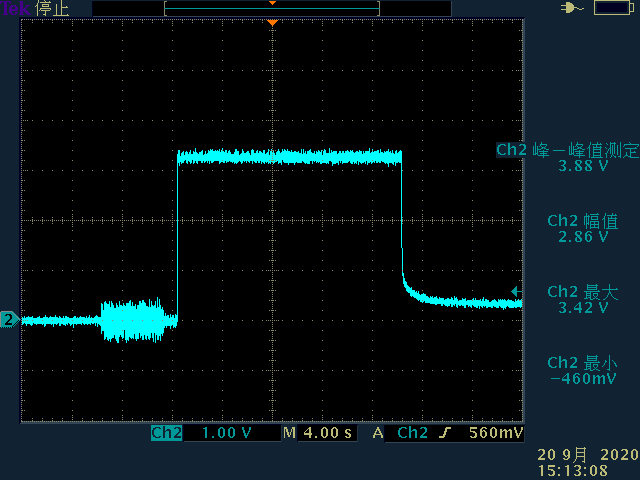 Tek 停止
Ch2 峰-峰值测定
3.88 V
Ch2 幅值
2.86 V
Ch2 最大
3.42 V
Ch2 最小
-460mV
2
Ch2 1.00 V M 4.00 s A Ch2 560mV
20 9月 2020
15:13:08